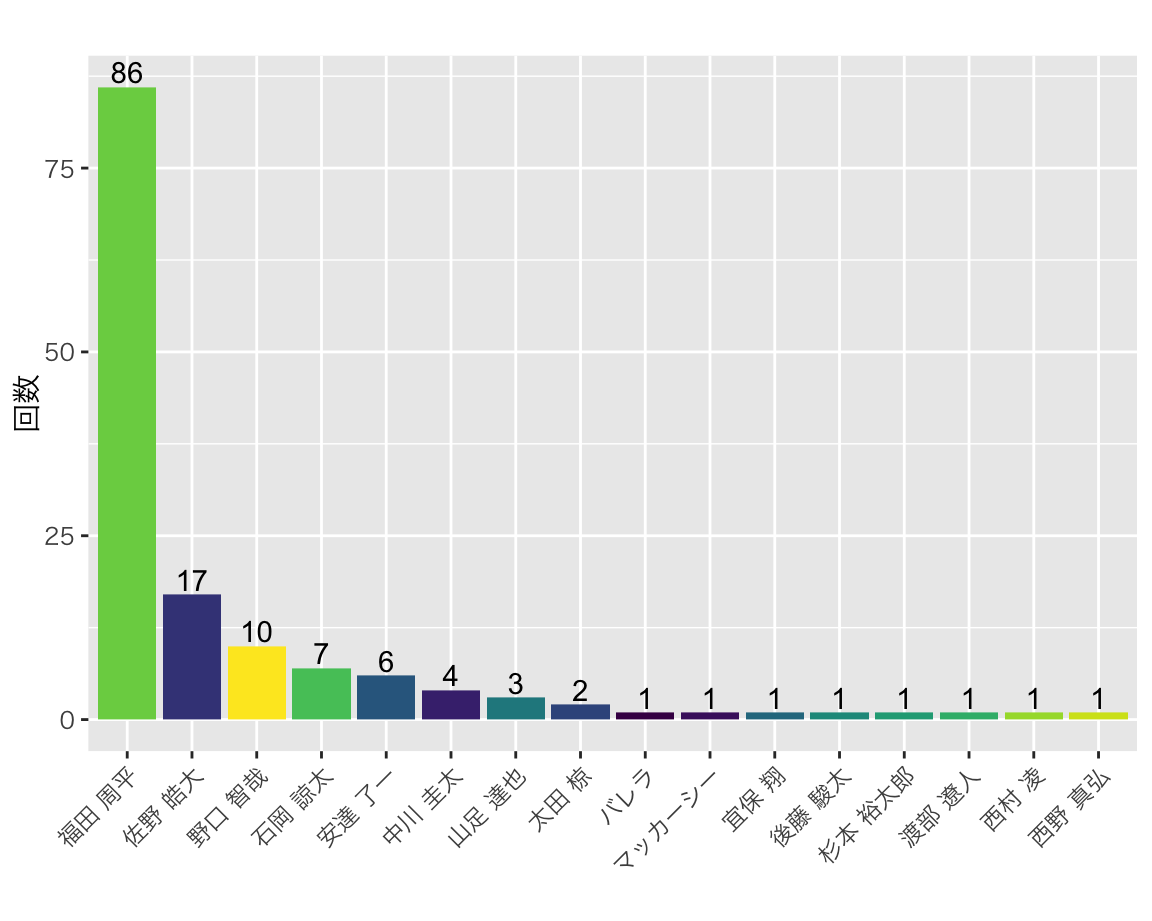 86
75
50
25
0
回数
17
10
7
6
4
3
2
1
1
1
1
1
1
1
1
福田 周平
佐野 皓大
野口 智哉
石岡 諒太
安達 了一
中川 圭太
山足 達也
太田 椋
バレラ
マッカーシー
宜保 翔
後藤 駿太
杉本 裕太郎
渡部 遼人
西村 凌
西野 真弘